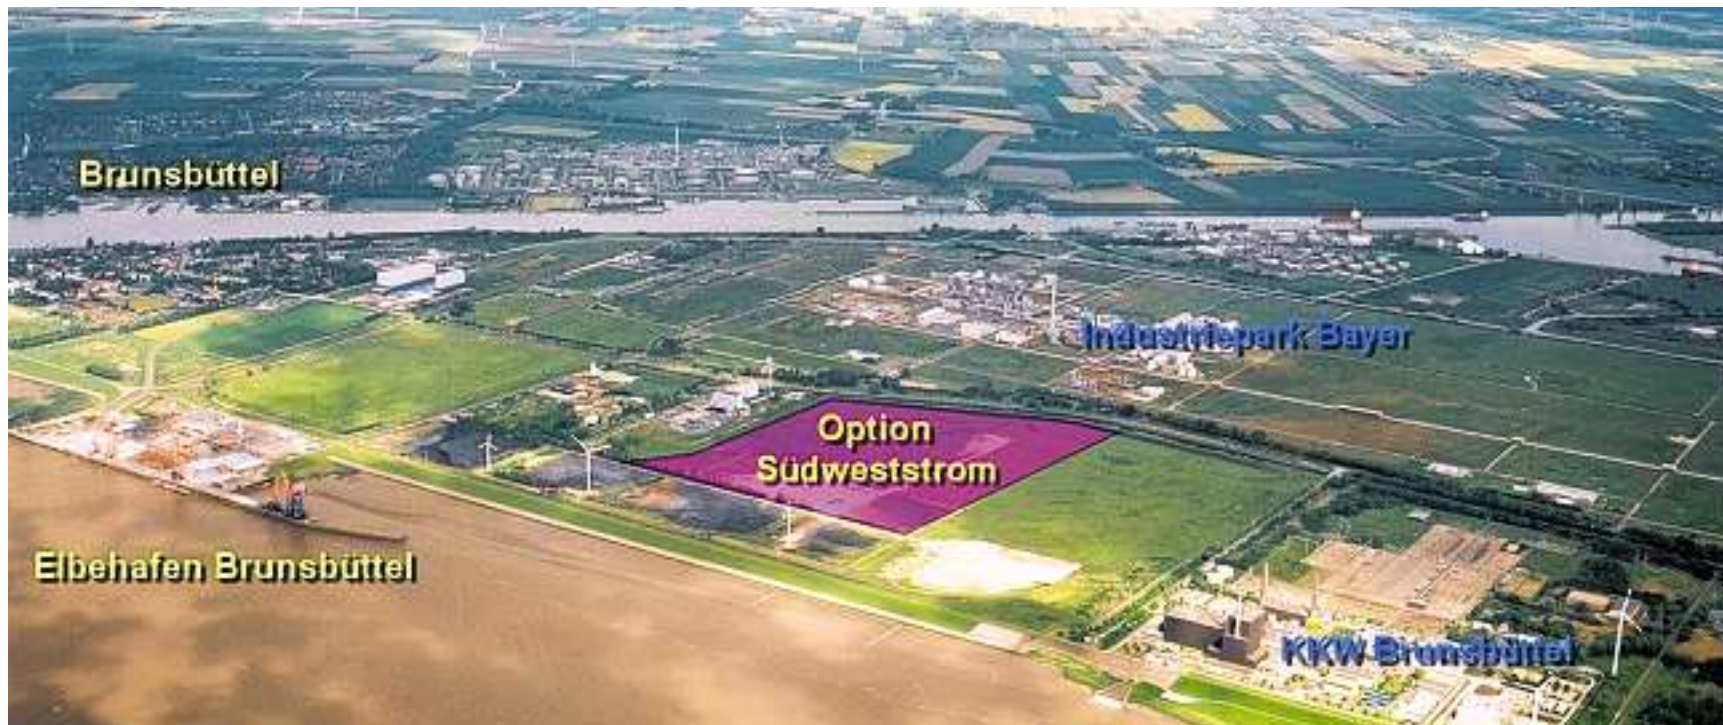 Brunsbüttel
Industriepark Bayer
Option
Südweststrom
Elbehafen Brunsbüttel
KKW Brunsbüttel